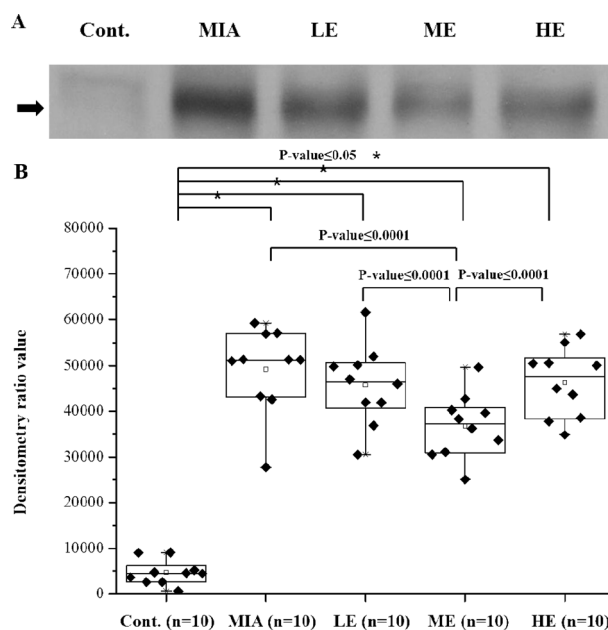 A
Cont. MIA LE ME HE
P-value≤0.05 *
B
*
*
*
80000
P-value≤0.0001
70000
P-value≤0.0001 P-value≤0.0001
60000
50000
40000
30000
20000
10000
0
Densitometry ratio value
Cont. (n=10) MIA (n=10) LE (n=10) ME (n=10) HE (n=10)